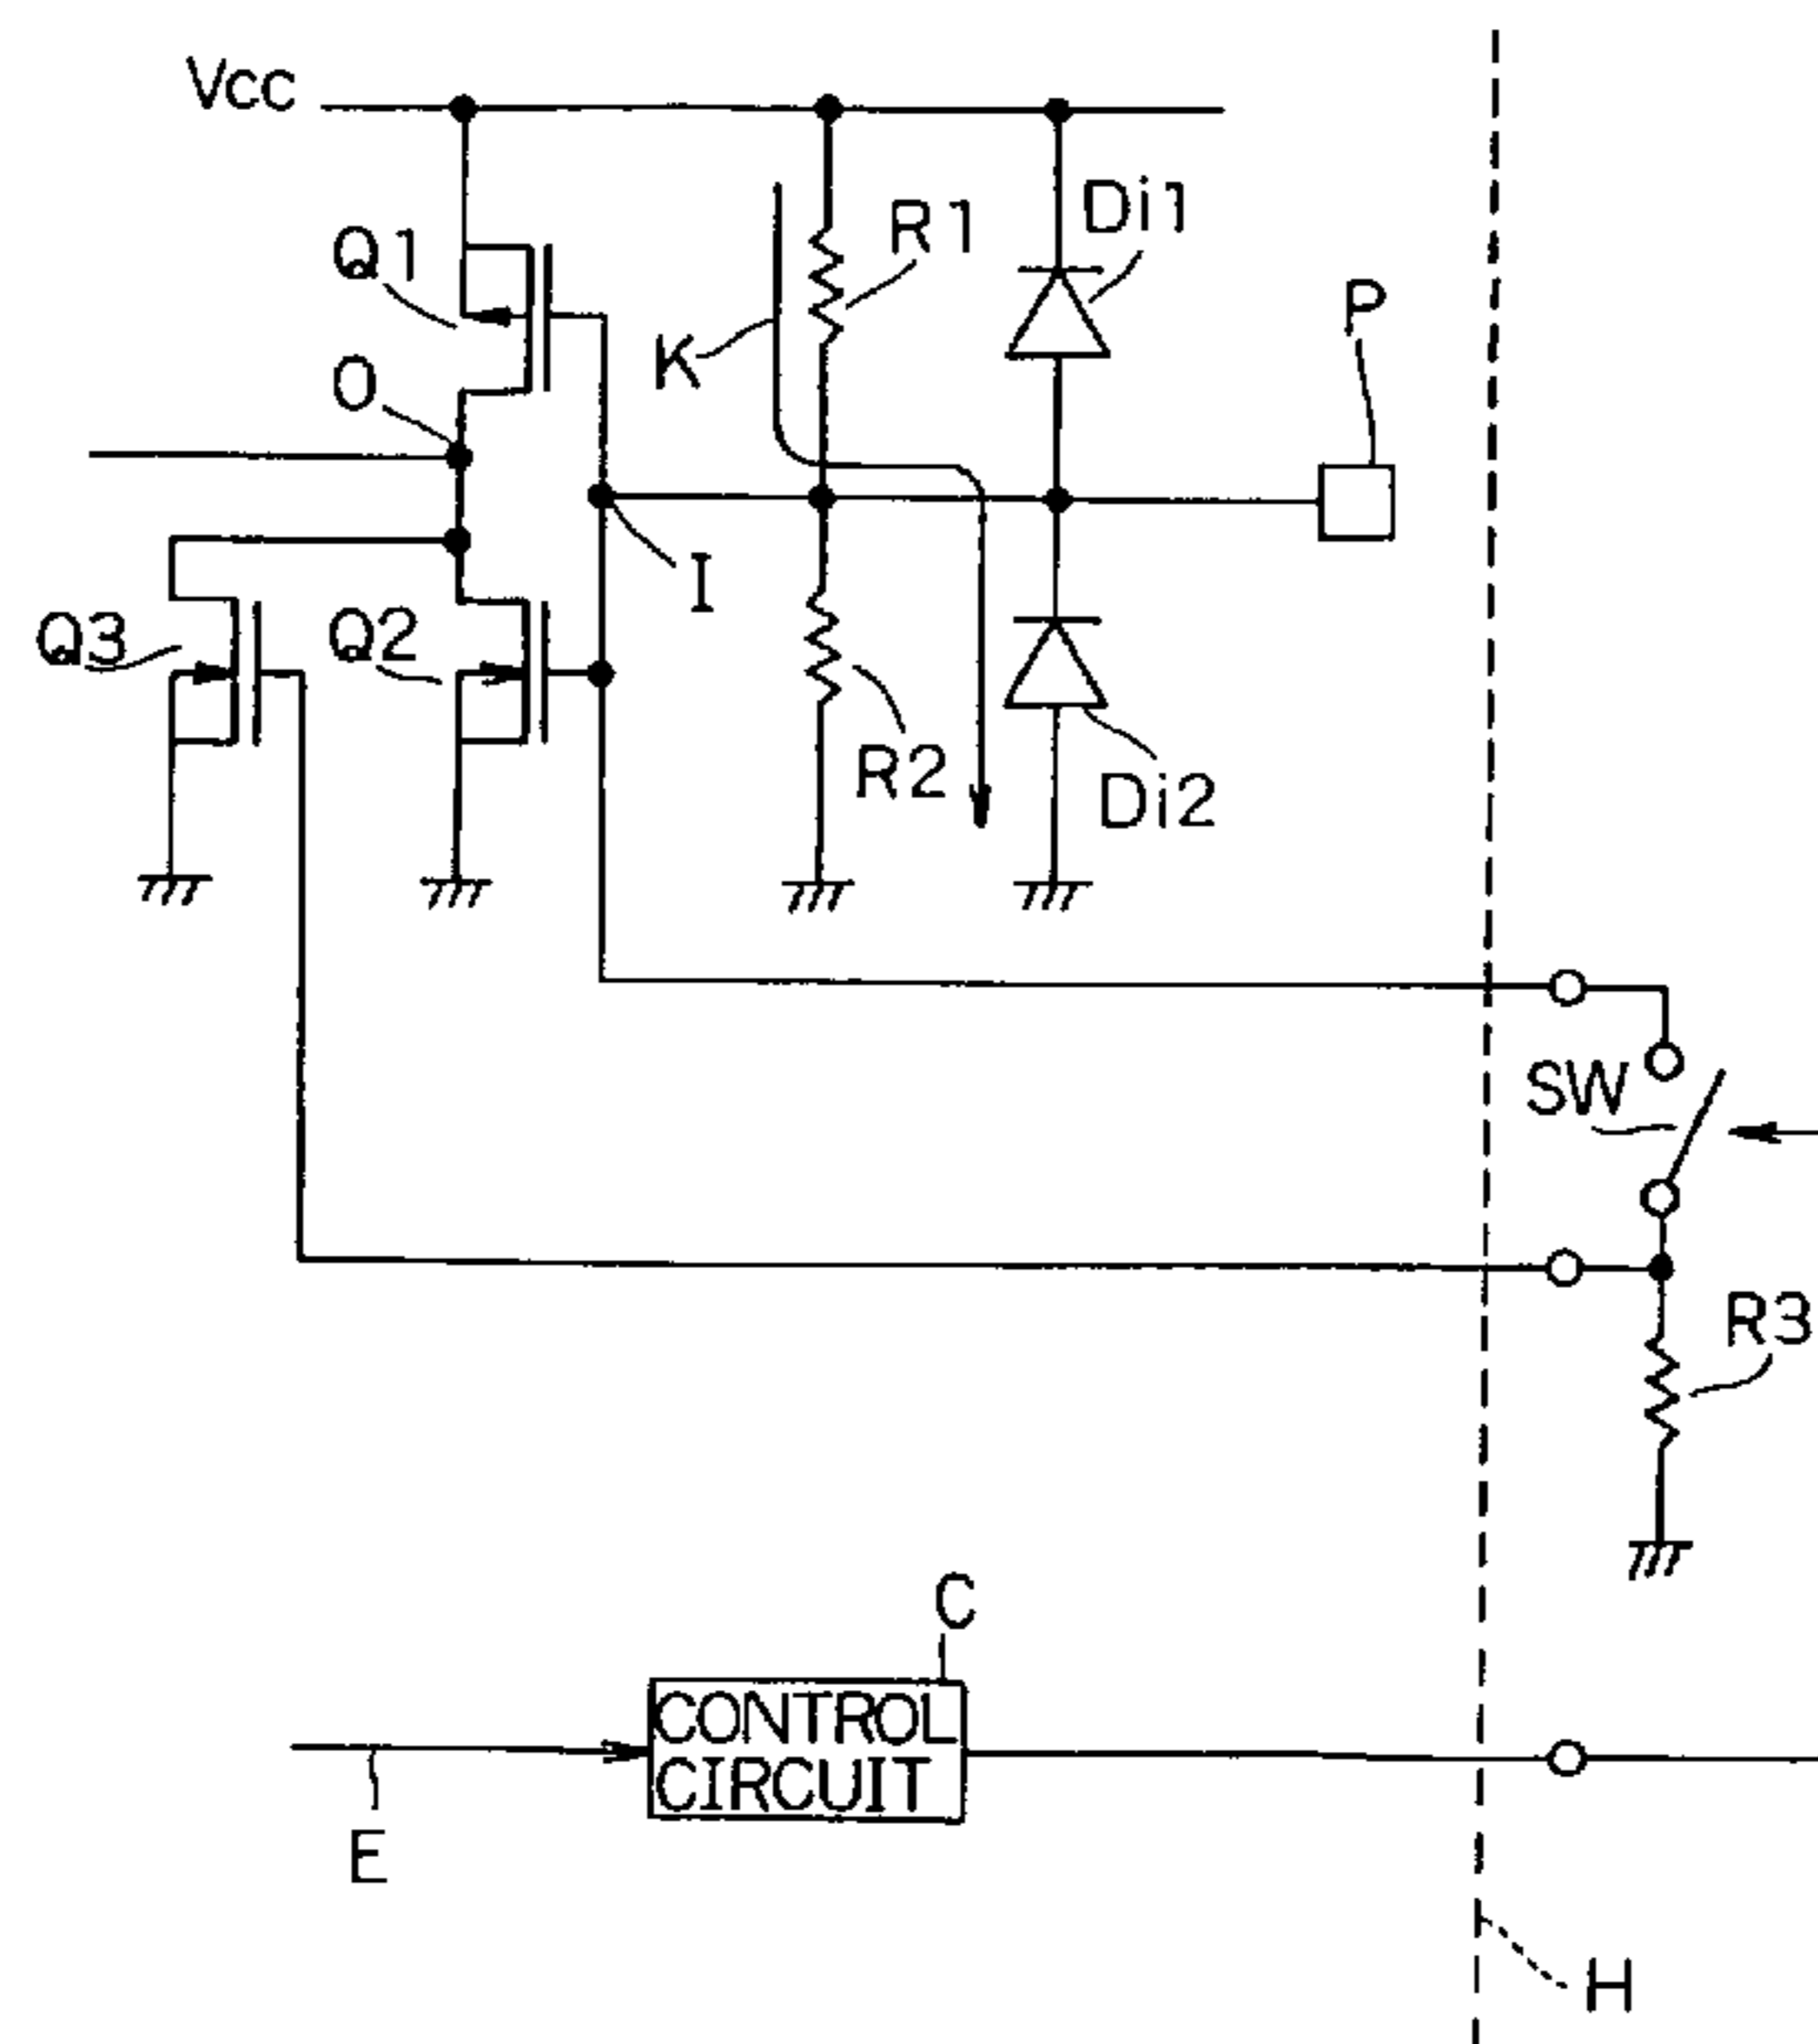 Vcc
Di1
R1
Q1
P
K
O
I
Q3
Q2
R2
Di2
SW
R3
C
CONTROL
CIRCUIT
E
H